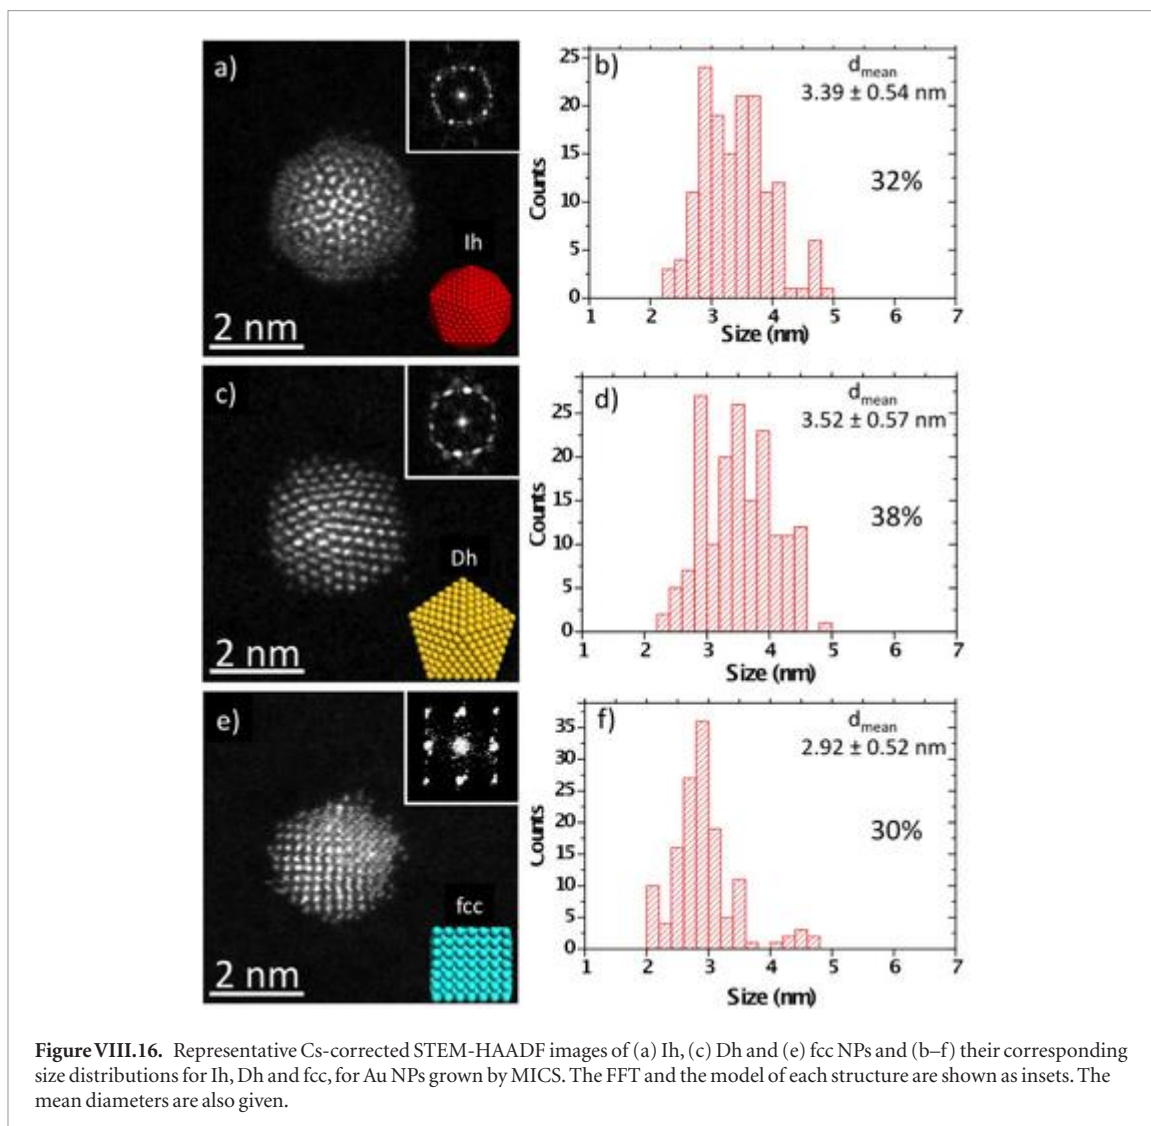 a)
Ih
2 nm
b)
d_mean
3.39 ± 0.54 nm
32%
25
20
15
10
5
0
Counts
1 2 3 4 5 6 7
Size (nm)
c)
Dh
2 nm
d)
d_mean
3.52 ± 0.57 nm
38%
25
20
15
10
5
0
Counts
1 2 3 4 5 6 7
Size (nm)
e)
fcc
2 nm
f)
d_mean
2.92 ± 0.52 nm
30%
35
30
25
20
15
10
5
0
Counts
1 2 3 4 5 6 7
Size (nm)
Figure VIII.16. Representative Cs-corrected STEM-HAADF images of (a) Ih, (c) Dh and (e) fcc NPs and (b–f) their corresponding
size distributions for Ih, Dh and fcc, for Au NPs grown by MICS. The FFT and the model of each structure are shown as insets. The
mean diameters are also given.